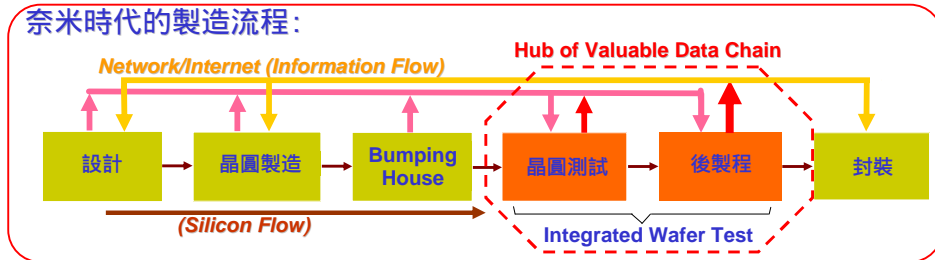 奈米時代的製造流程:
Hub of Valuable Data Chain
Network/Internet (Information Flow)
設計
晶圓製造
Bumping
House
晶圓測試
後製程
封裝
(Silicon Flow)
Integrated Wafer Test